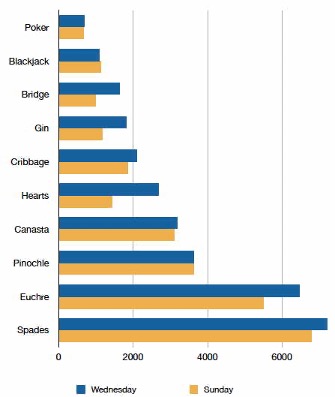 Poker
Blackjack
Bridge
Gin
Cribbage
Hearts
Canasta
Pinochle
Euchre
Spades
0 2000 4000 6000
Wednesday Sunday